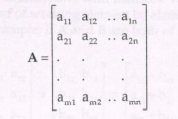 a₁₁ a₁₂ .. a₁ₙ
a₂₁ a₂₂ .. a₂ₙ
A = . . .
. . .
aₘ₁ aₘ₂ .. aₘₙ